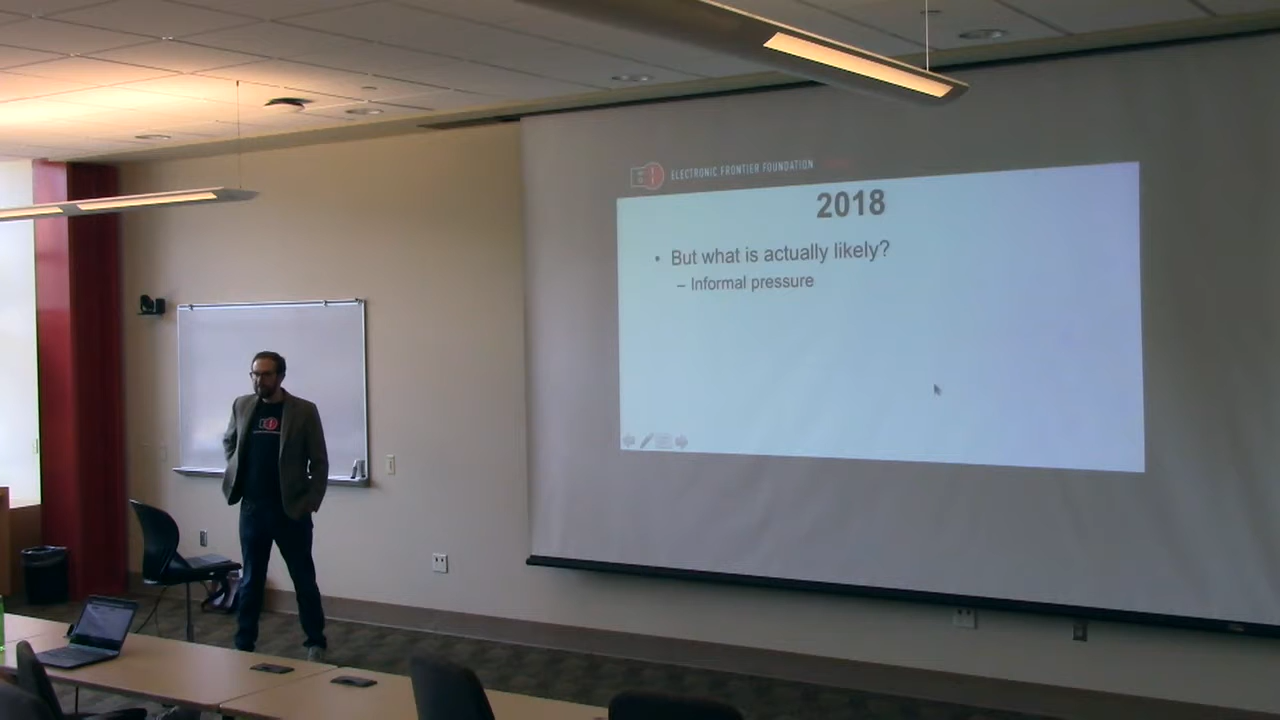 ELECTRONIC FRONTIER FOUNDATION
2018
• But what is actually likely?
– Informal pressure